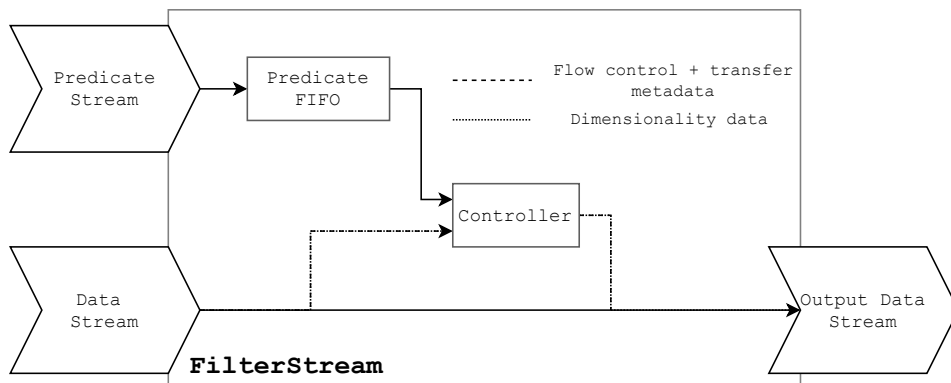 Predicate
Stream
Predicate
FIFO
Flow control + transfer
metadata
Dimensionality data
Controller
Data
Stream
Output Data
Stream
FilterStream